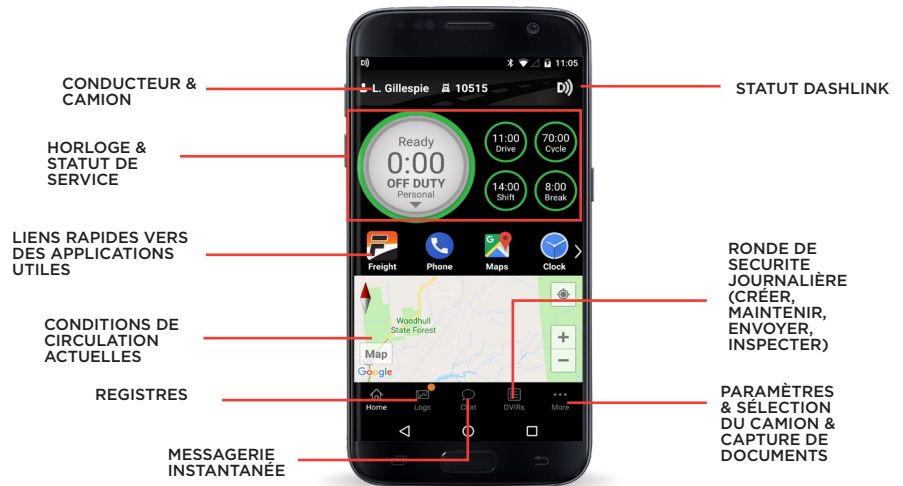 11:05
L. Gillespie 10515
CONDUCTEUR &
CAMION
STATUT DASHLINK
HORLOGE &
STATUT DE
SERVICE
Ready
0:00
OFF DUTY
Personal
11:00
Drive
70:00
Cycle
14:00
Shift
8:00
Break
LIENS RAPIDES VERS
DES APPLICATIONS
UTILES
Freight
Phone
Maps
Clock
CONDITIONS DE
CIRCULATION
ACTUELLES
Woodhull
State Forest
Map
Google
+
−
RONDE DE
SECURITE
JOURNALIÈRE
(CRÉER,
MAINTENIR,
ENVOYER,
INSPECTER)
REGISTRES
Home
Logs
Chat
DVIRs
More
MESSAGERIE
INSTANTANÉE
PARAMÈTRES
& SÉLECTION
DU CAMION &
CAPTURE DE
DOCUMENTS